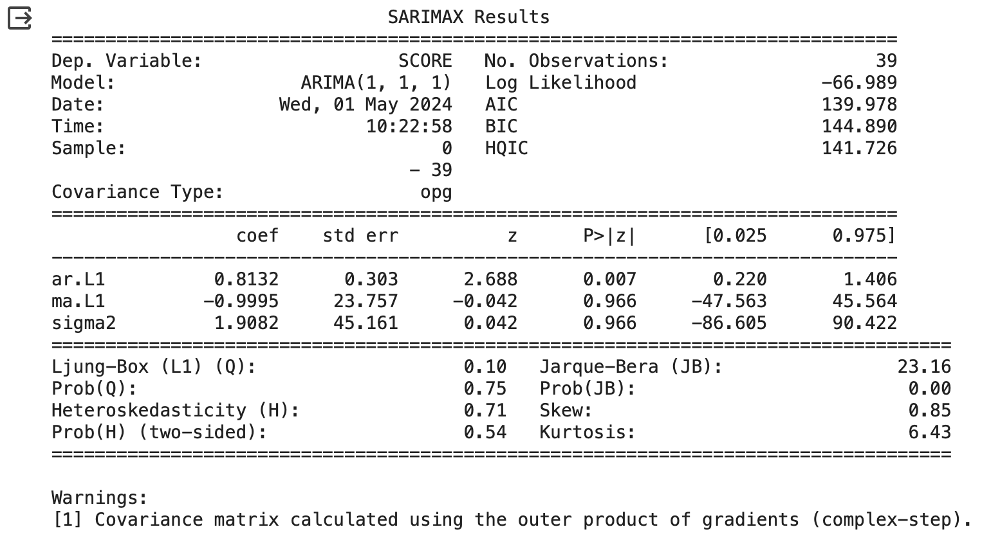 SARIMAX Results
==============================================================================
Dep. Variable:                  SCORE   No. Observations:                   39
Model:                 ARIMA(1, 1, 1)   Log Likelihood                 -66.989
Date:                Wed, 01 May 2024   AIC                            139.978
Time:                        10:22:58   BIC                            144.890
Sample:                             0   HQIC                           141.726
                                 - 39
Covariance Type:                  opg
==============================================================================
                 coef    std err          z      P>|z|      [0.025      0.975]
------------------------------------------------------------------------------
ar.L1          0.8132      0.303      2.688      0.007       0.220       1.406
ma.L1         -0.9995     23.757     -0.042      0.966     -47.563      45.564
sigma2         1.9082     45.161      0.042      0.966     -86.605      90.422
===================================================================================
Ljung-Box (L1) (Q):                   0.10   Jarque-Bera (JB):                23.16
Prob(Q):                              0.75   Prob(JB):                         0.00
Heteroskedasticity (H):               0.71   Skew:                             0.85
Prob(H) (two-sided):                  0.54   Kurtosis:                         6.43
===================================================================================
Warnings:
[1] Covariance matrix calculated using the outer product of gradients (complex-step).